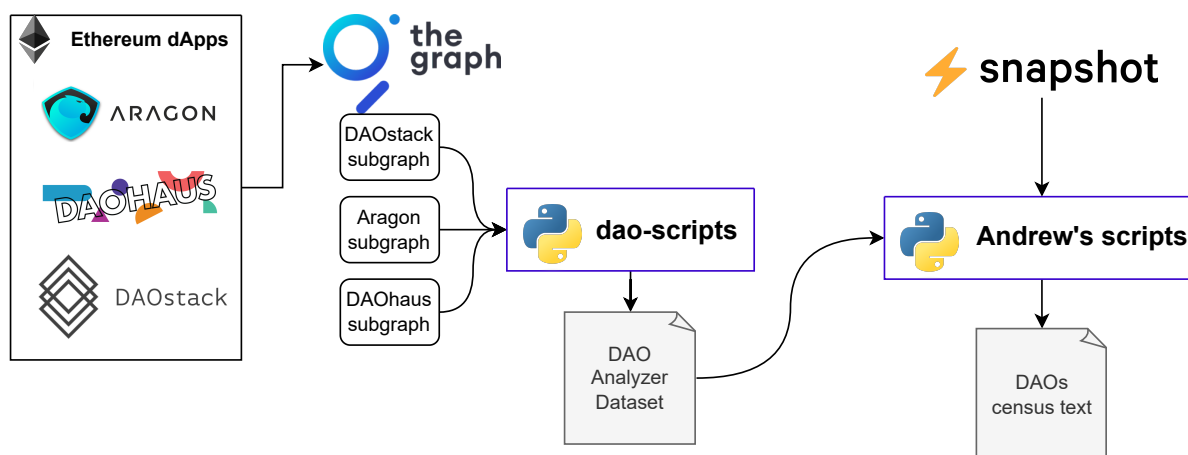 Ethereum dApps
ARAGON
DAOHAUS
DAOstack
the
graph
DAOstack
subgraph
Aragon
subgraph
DAOhaus
subgraph
dao-scripts
DAO
Analyzer
Dataset
snapshot
Andrew's scripts
DAOs
census text